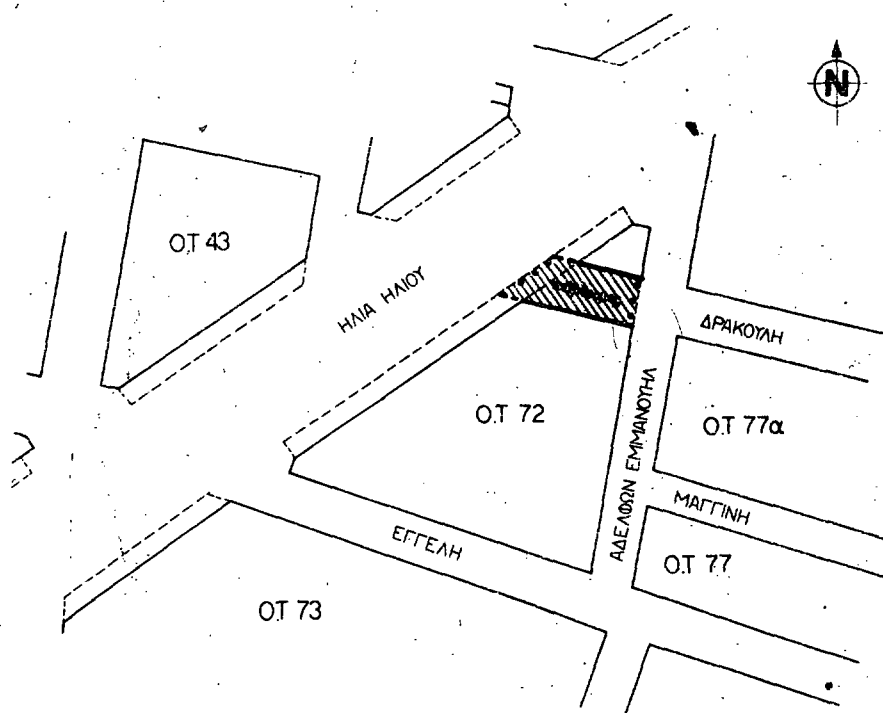 N
Ο.Τ 43
ΗΛΙΑ ΗΛΙΟΥ
ΔΡΑΚΟΥΛΗ
Ο.Τ 72
ΑΔΕΛΦΩΝ ΕΜΜΑΝΟΥΗΛ
Ο.Τ 77α
ΜΑΓΓΙΝΗ
ΕΓΓΕΛΗ
Ο.Τ 77
Ο.Τ 73